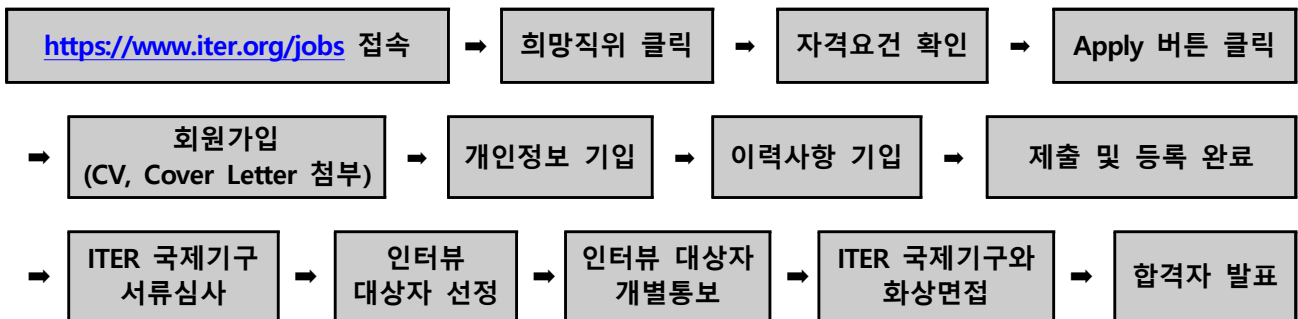 https://www.iter.org/jobs 접속 ➡ 희망직위 클릭 ➡ 자격요건 확인 ➡ Apply 버튼 클릭
➡ 회원가입
(CV, Cover Letter 첨부) ➡ 개인정보 기입 ➡ 이력사항 기입 ➡ 제출 및 등록 완료
➡ ITER 국제기구
서류심사 ➡ 인터뷰
대상자 선정 ➡ 인터뷰 대상자
개별통보 ➡ ITER 국제기구와
화상면접 ➡ 합격자 발표